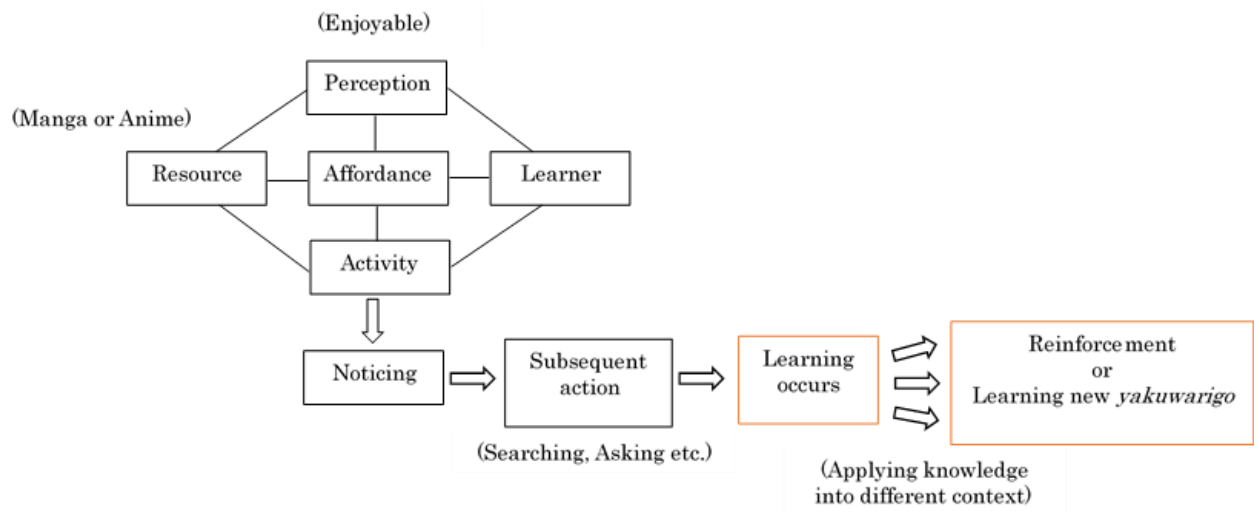 (Enjoyable)
Perception
(Manga or Anime)
Resource
Affordance
Learner
Activity
Noticing
Subsequent
action
(Searching, Asking etc.)
Learning
occurs
(Applying knowledge
into different context)
Reinforcement
or
Learning new yakuwarigo